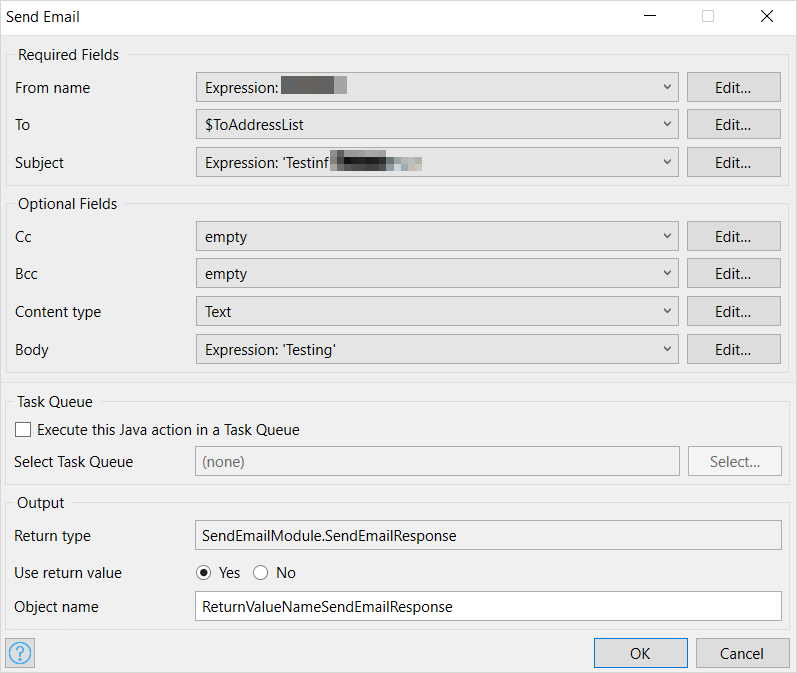 Send Email
Required Fields
From name Expression: Edit...
To $ToAddressList Edit...
Subject Expression: 'Testinf Edit...
Optional Fields
Cc empty Edit...
Bcc empty Edit...
Content type Text Edit...
Body Expression: 'Testing' Edit...
Task Queue
Execute this Java action in a Task Queue
Select Task Queue (none) Select...
Output
Return type SendEmailModule.SendEmailResponse
Use return value Yes No
Object name ReturnValueNameSendEmailResponse
? OK Cancel